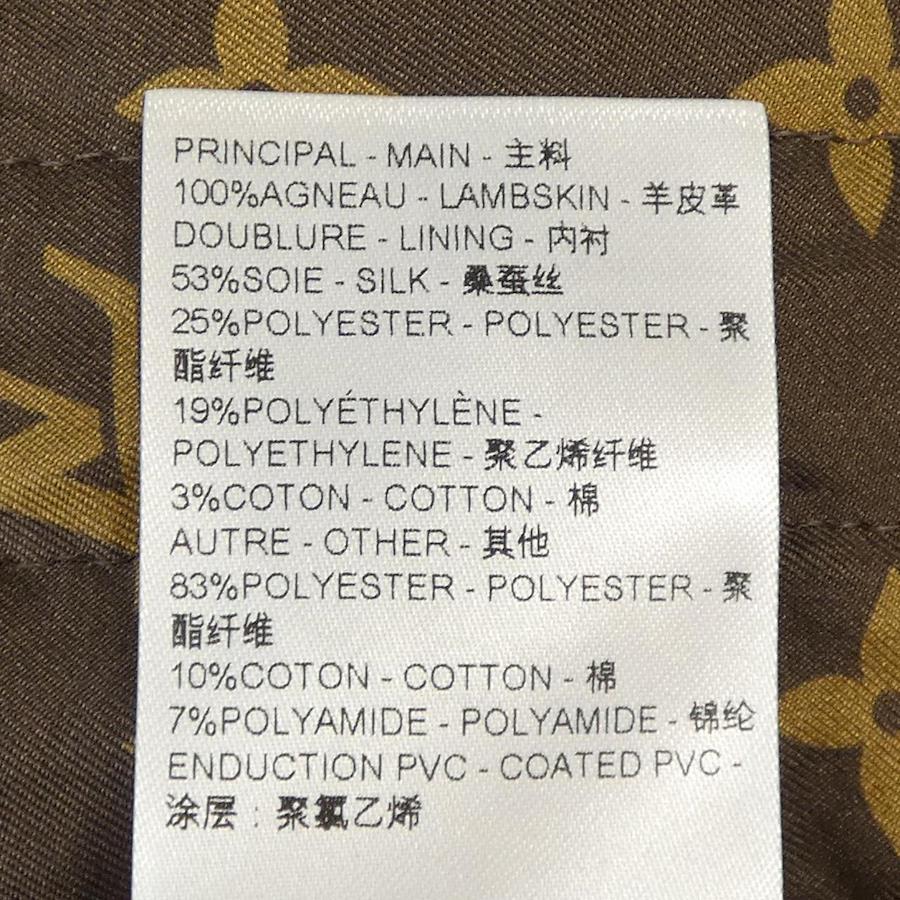 PRINCIPAL - MAIN - 主料
100%AGNEAU - LAMBSKIN - 羊皮革
DOUBLURE - LINING - 内衬
53%SOIE - SILK - 桑蚕丝
25%POLYESTER - POLYESTER - 聚
酯纤维
19%POLYÉTHYLÈNE -
POLYETHYLENE - 聚乙烯纤维
3%COTON - COTTON - 棉
AUTRE - OTHER - 其他
83%POLYESTER - POLYESTER - 聚
酯纤维
10%COTON - COTTON - 棉
7%POLYAMIDE - POLYAMIDE - 锦纶
ENDUCTION PVC - COATED PVC -
涂层 : 聚氯乙烯